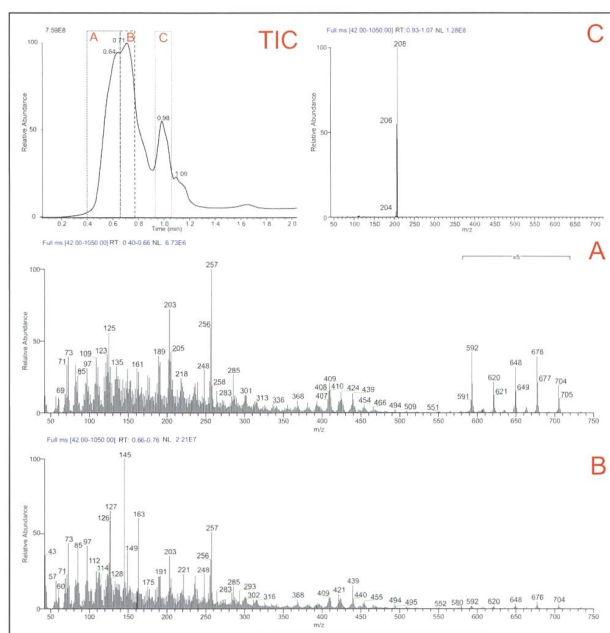 7.58E8
A
B
C
TIC
100
50
0
Relative Abundance
0.64
0.71
0.98
1.09
0.2 0.4 0.6 0.8 1.0 1.2 1.4 1.6 1.8 2.0
Time (min)
Full ms [42.00-1050.00] RT: 0.93-1.07 NL: 1.28E8
C
100
50
0
Relative Abundance
208
206
204
50 100 150 200 250 300 350 400 450 500 550 600 650 700
m/z
Full ms [42.00-1050.00] RT: 0.40-0.66 NL: 6.73E6
A
×5
100
50
0
Relative Abundance
69 71 73 85 97 109 123 125 135 161 189 203 205 218 248 256 257 258 283 285 301 313 336 368 393 407 408 409 410 424 439 454 466 494 509 551 591 592 620 621 648 649 676 677 704 705
50 100 150 200 250 300 350 400 450 500 550 600 650 700 750
m/z
Full ms [42.00-1050.00] RT: 0.66-0.76 NL: 2.21E7
B
100
50
0
Relative Abundance
43 57 60 71 73 85 97 112 114 126 127 128 145 149 163 175 191 203 221 248 256 257 283 285 293 302 316 368 409 421 439 440 455 494 495 552 580 592 620 648 676 704
50 100 150 200 250 300 350 400 450 500 550 600 650 700 750
m/z